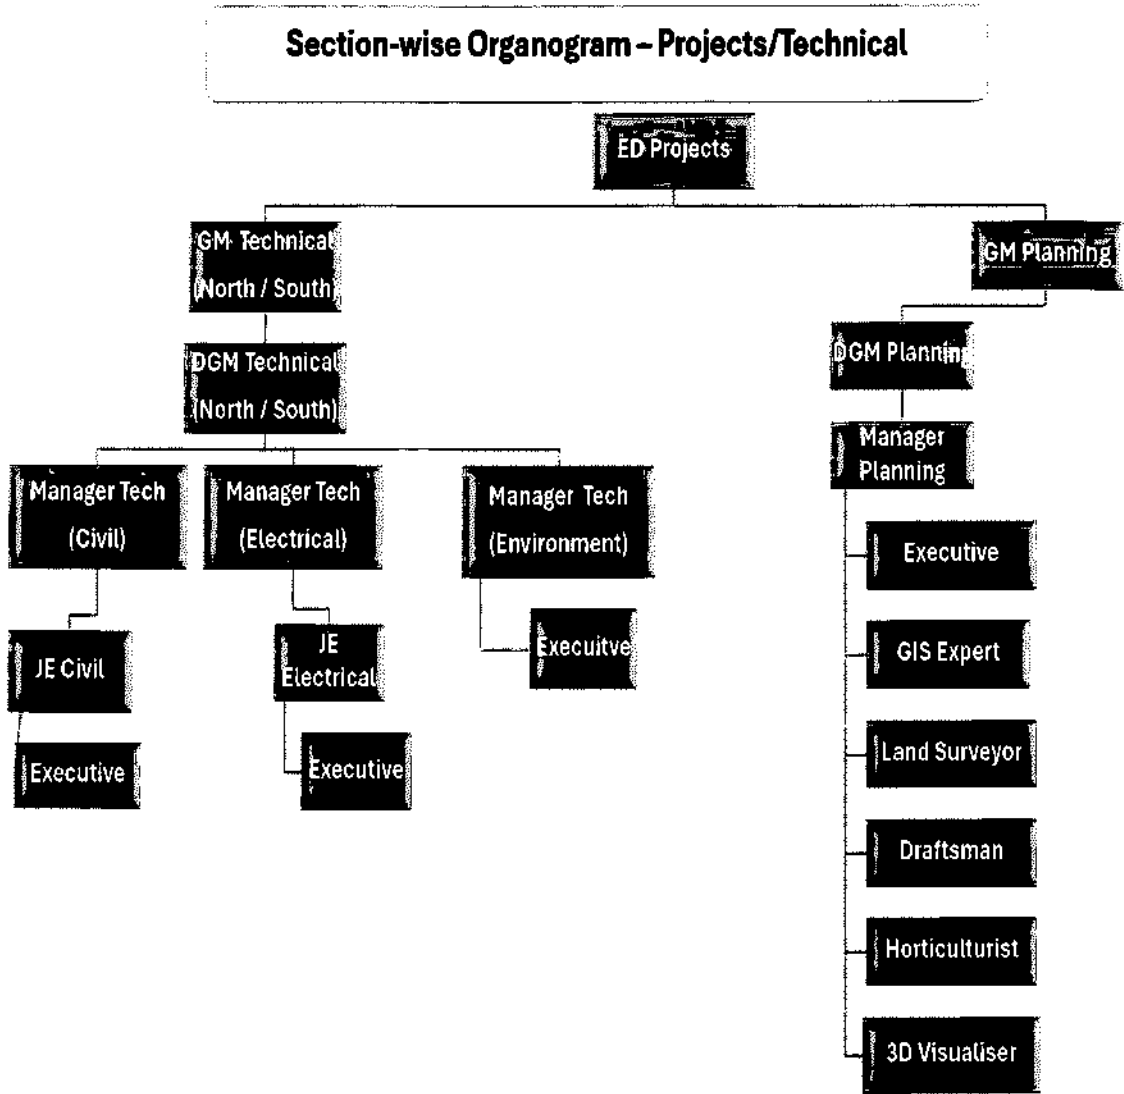 Section-wise Organogram – Projects/Technical
ED Projects
GM Technical
(North / South)
GM Planning
DGM Technical
(North / South)
DGM Planning
Manager Tech
(Civil)
Manager Tech
(Electrical)
Manager Tech
(Environment)
Manager
Planning
JE Civil
Executive
JE
Electrical
Executive
Execuitve
Executive
GIS Expert
Land Surveyor
Draftsman
Horticulturist
3D Visualiser